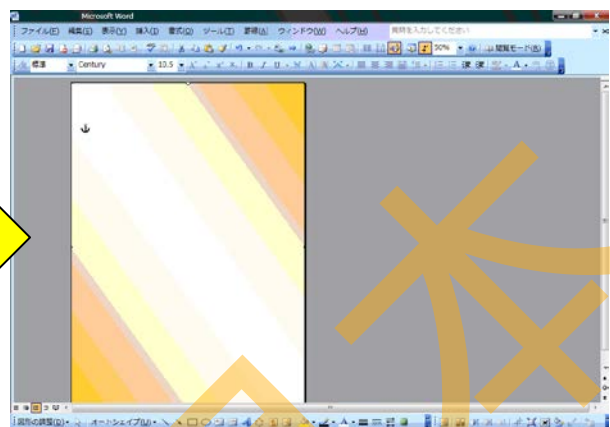 Microsoft Word
ファイル(F) 編集(E) 表示(V) 挿入(I) 書式(O) ツール(T) 罫線(A) ウィンドウ(W) ヘルプ(H) 質問を入力してください
50% 閲覧モード(R)
標準 Century 10.5 B I U A A
図形の調整(D) オートシェイプ(U)